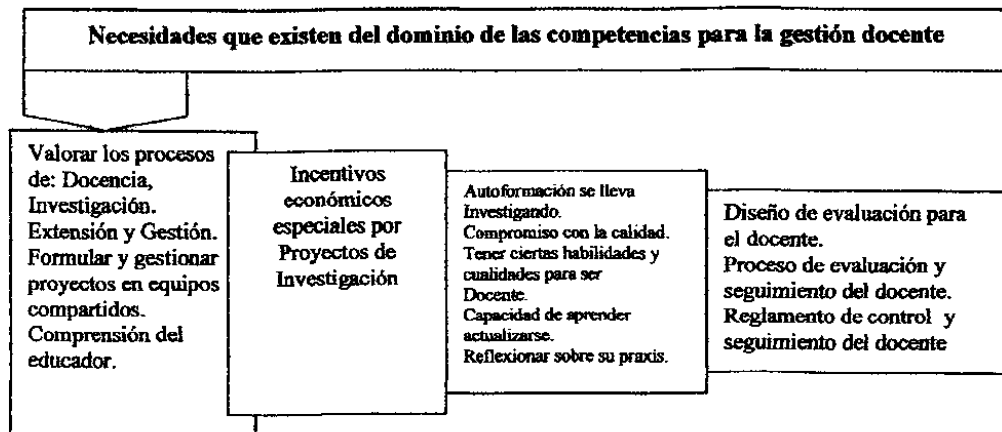 Necesidades que existen del dominio de las competencias para la gestión docente
Valorar los procesos
de: Docencia,
Investigación.
Extensión y Gestión.
Formular y gestionar
proyectos en equipos
compartidos.
Comprensión del
educador.
Incentivos
económicos
especiales por
Proyectos de
Investigación
Autoformación se lleva
Investigando.
Compromiso con la calidad.
Tener ciertas habilidades y
cualidades para ser
Docente.
Capacidad de aprender
actualizarse.
Reflexionar sobre su praxis.
Diseño de evaluación para
el docente.
Proceso de evaluación y
seguimiento del docente.
Reglamento de control y
seguimiento del docente